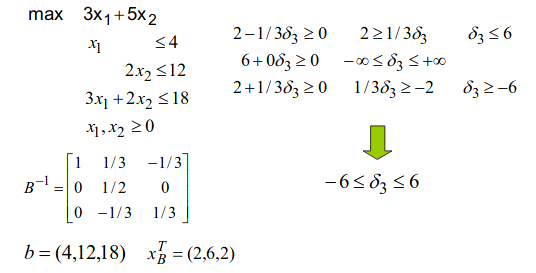 max 3x₁+5x₂
x₁ ≤4
2x₂ ≤12
3x₁+2x₂ ≤18
x₁,x₂ ≥0
2−1/3δ₃ ≥0 2≥1/3δ₃ δ₃ ≤6
6+0δ₃ ≥0 −∞≤δ₃ ≤+∞
2+1/3δ₃ ≥0 1/3δ₃ ≥−2 δ₃ ≥−6
−6≤δ₃ ≤6
B⁻¹ = [1 1/3 −1/3
0 1/2 0
0 −1/3 1/3]
b = (4,12,18) x_B^T = (2,6,2)